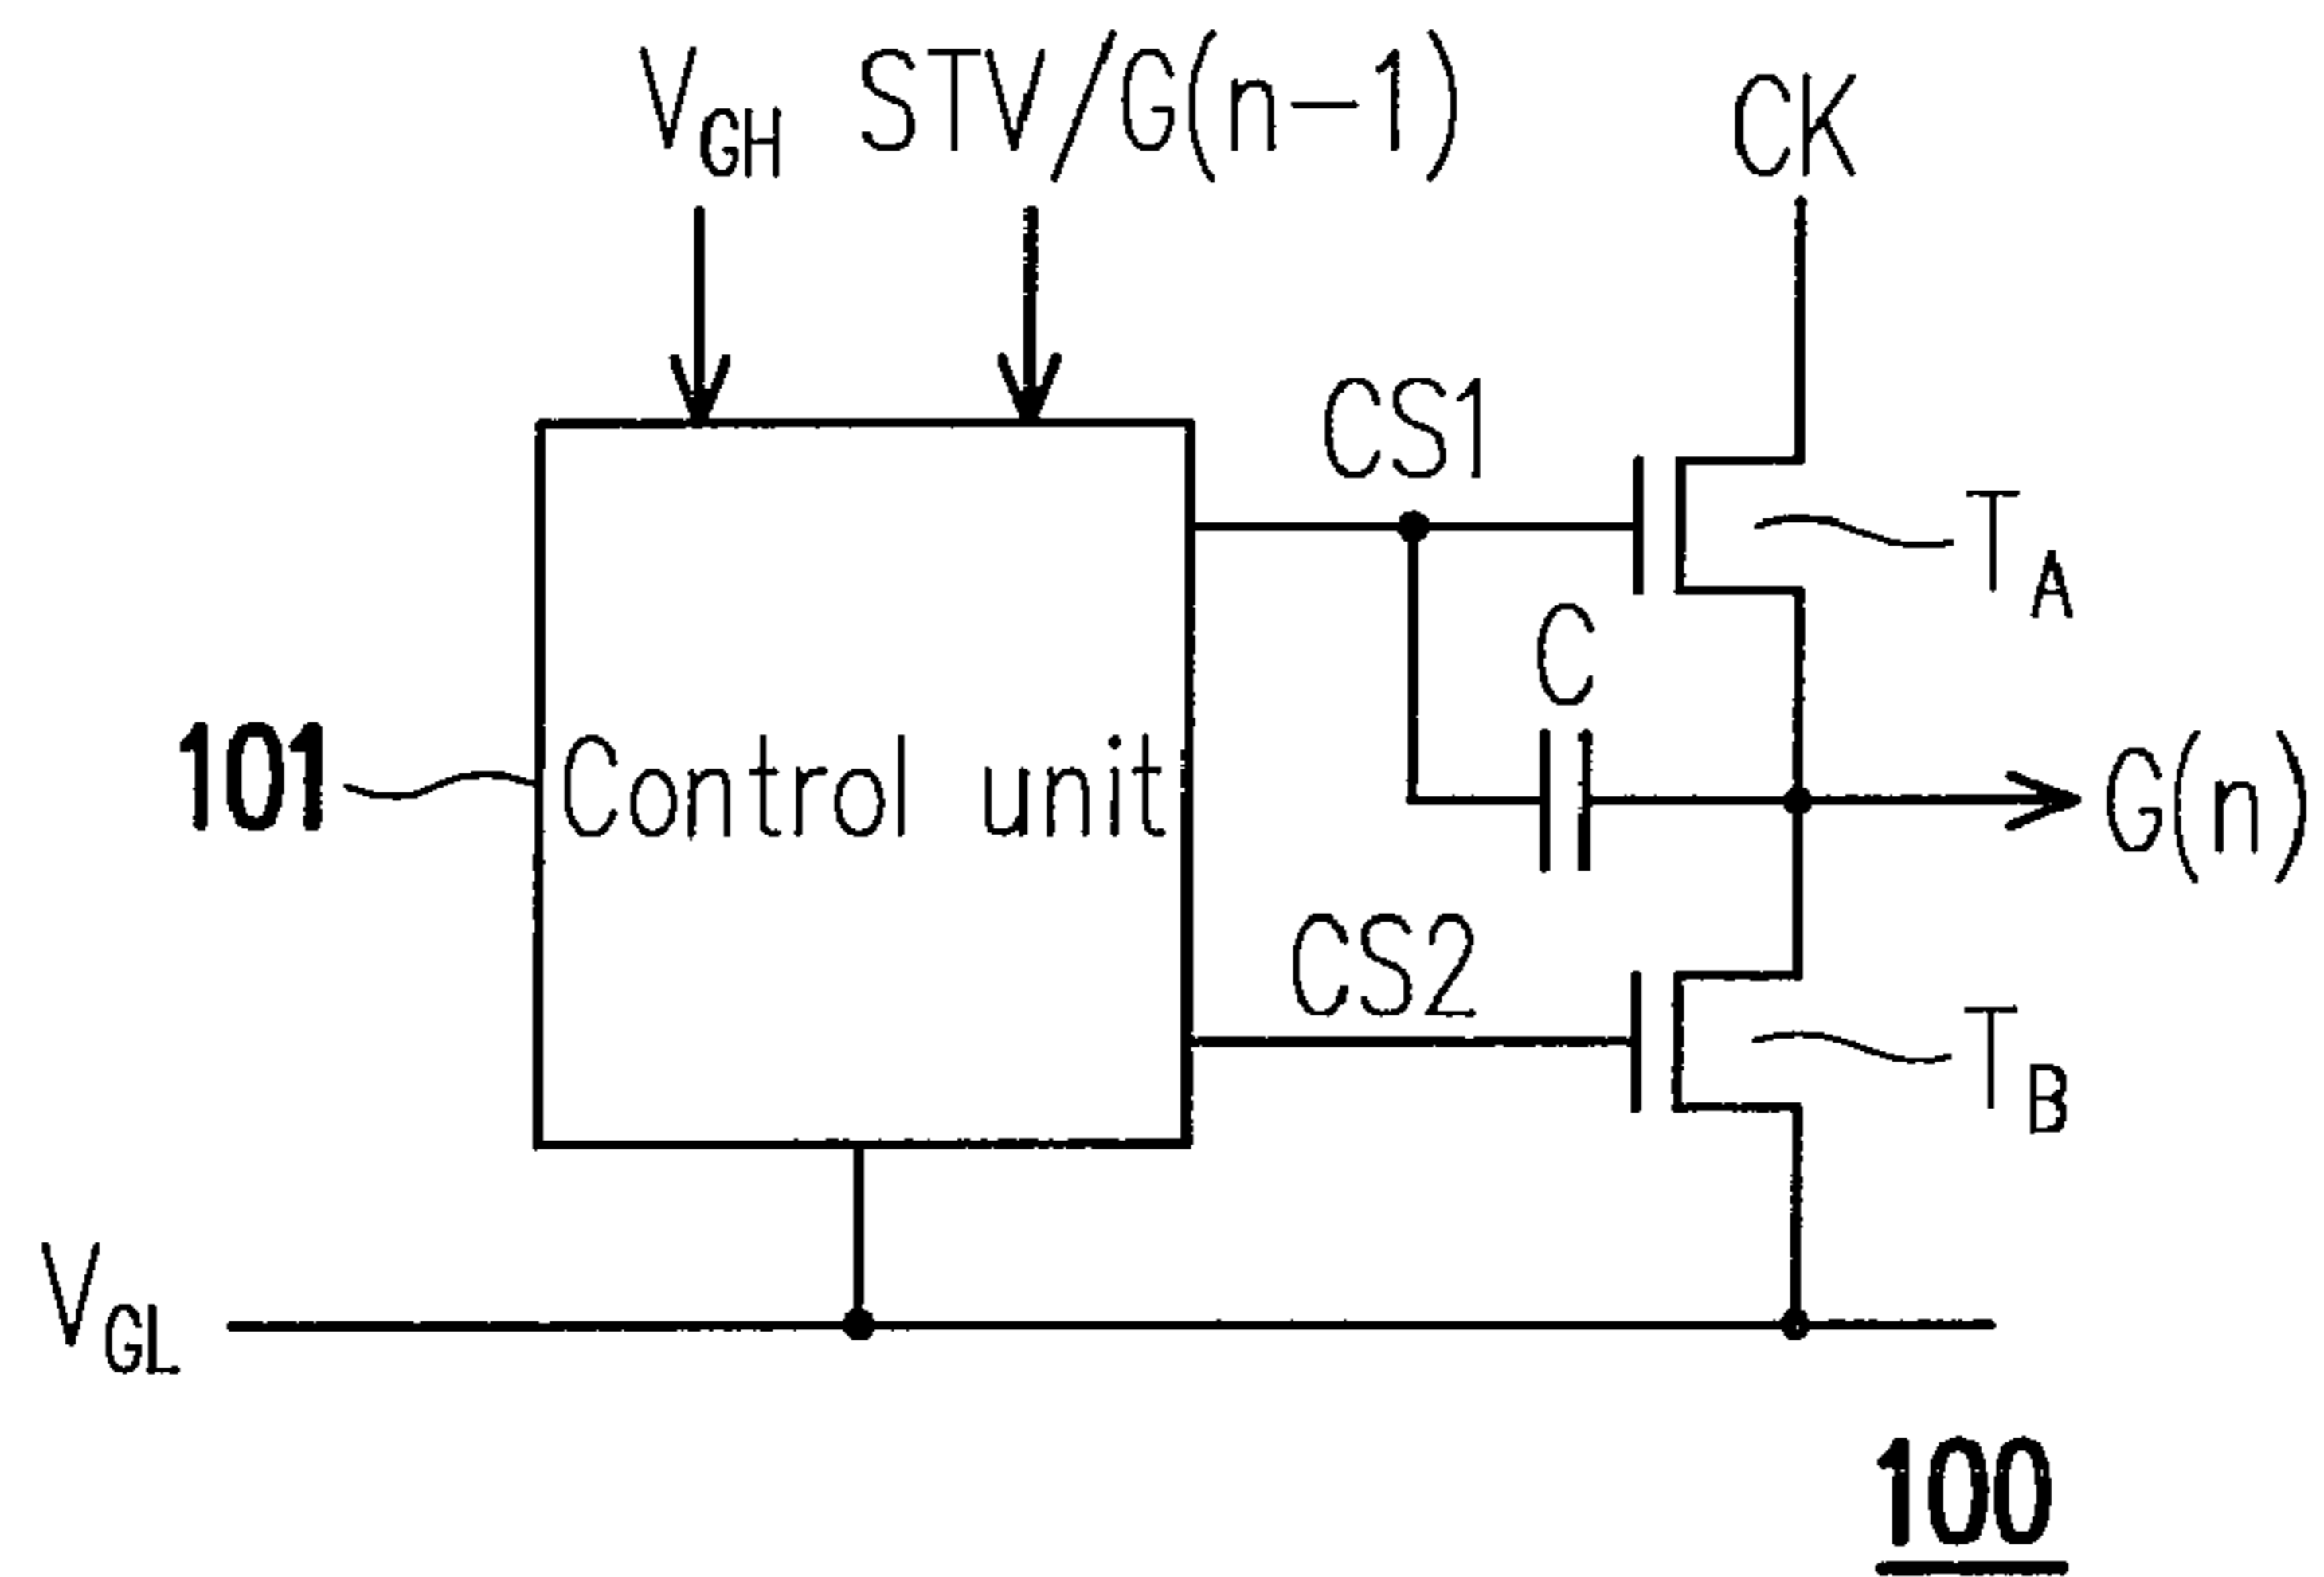 VGH STV/G(n-1) CK
CS1
TA
C
101 Control unit G(n)
CS2
TB
VGL
100